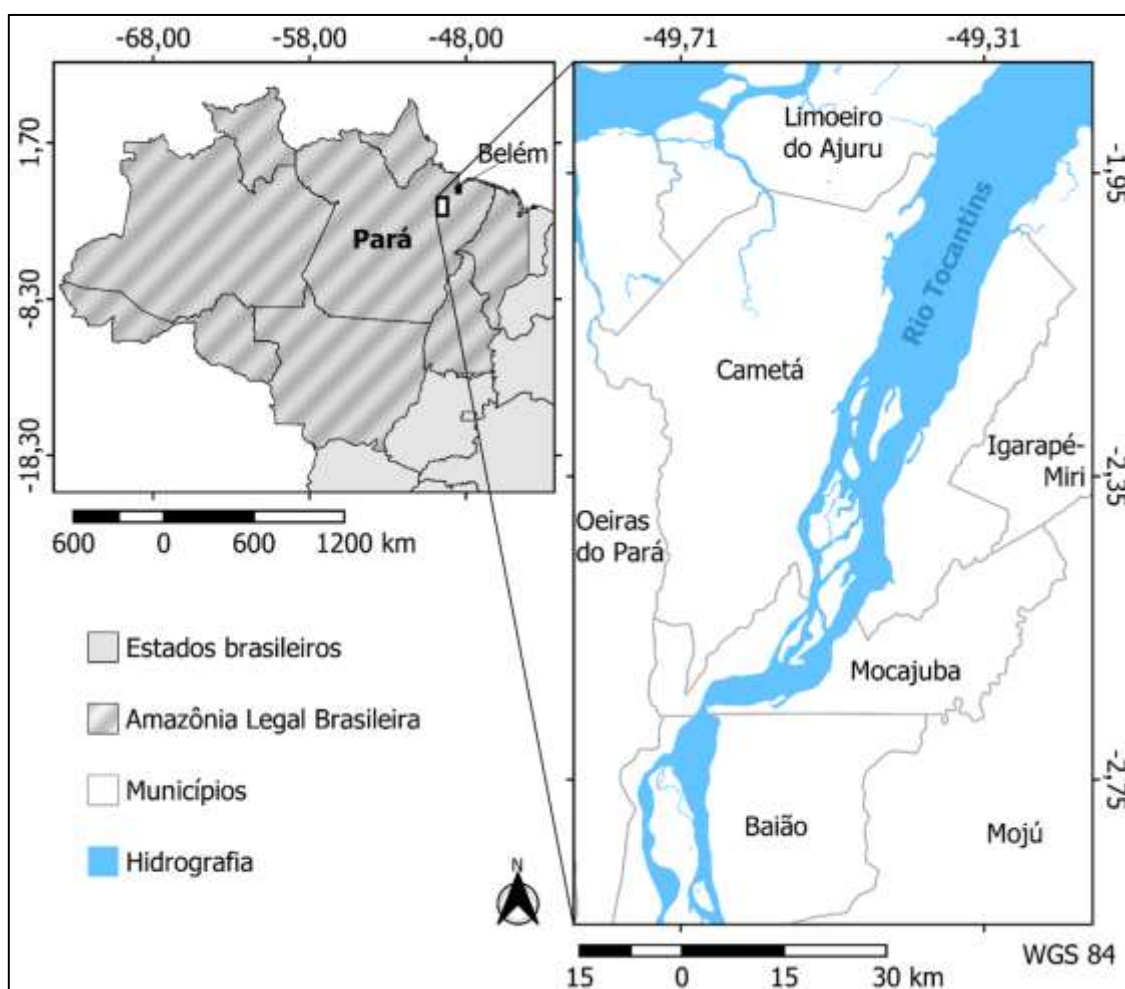 -68,00
-58,00
-48,00
1,70
-8,30
-18,30
Belém
Pará
600
0
600
1200 km
Estados brasileiros
Amazônia Legal Brasileira
Municípios
Hidrografia
N
-49,71
-49,31
-1,95
-2,35
-2,75
Limoeiro
do Ajuru
Rio Tocantins
Cametá
Igarapé-
Miri
Oeiras
do Pará
Mocajuba
Baião
Mojú
15
0
15
30 km
WGS 84